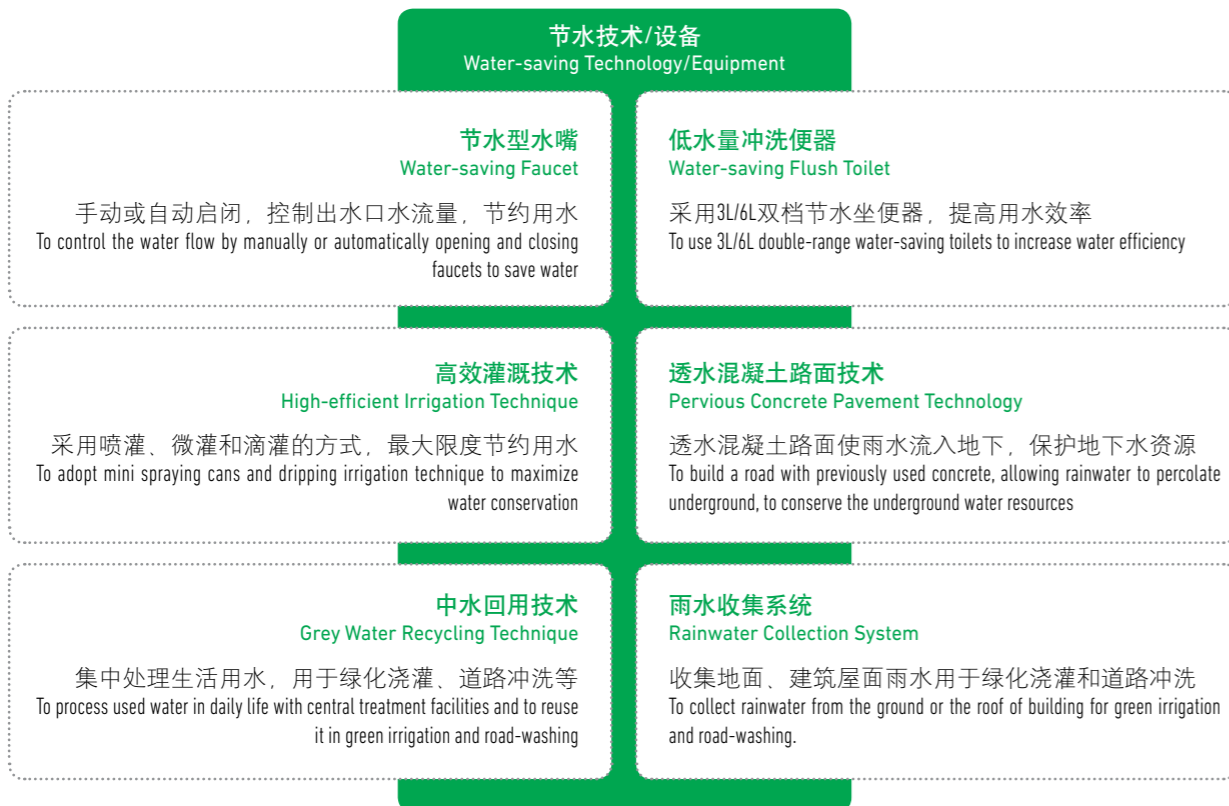 节水技术/设备
Water-saving Technology/Equipment
节水型水嘴
Water-saving Faucet
手动或自动启闭，控制出水口水流量，节约用水
To control the water flow by manually or automatically opening and closing
faucets to save water
低水量冲洗便器
Water-saving Flush Toilet
采用3L/6L双档节水坐便器，提高用水效率
To use 3L/6L double-range water-saving toilets to increase water efficiency
高效灌溉技术
High-efficient Irrigation Technique
采用喷灌、微灌和滴灌的方式，最大限度节约用水
To adopt mini spraying cans and dripping irrigation technique to maximize
water conservation
透水混凝土路面技术
Pervious Concrete Pavement Technology
透水混凝土路面使雨水流入地下，保护地下水资源
To build a road with previously used concrete, allowing rainwater to percolate
underground, to conserve the underground water resources
中水回用技术
Grey Water Recycling Technique
集中处理生活用水，用于绿化浇灌、道路冲洗等
To process used water in daily life with central treatment facilities and to reuse
it in green irrigation and road-washing
雨水收集系统
Rainwater Collection System
收集地面、建筑屋面雨水用于绿化浇灌和道路冲洗
To collect rainwater from the ground or the roof of building for green irrigation
and road-washing.